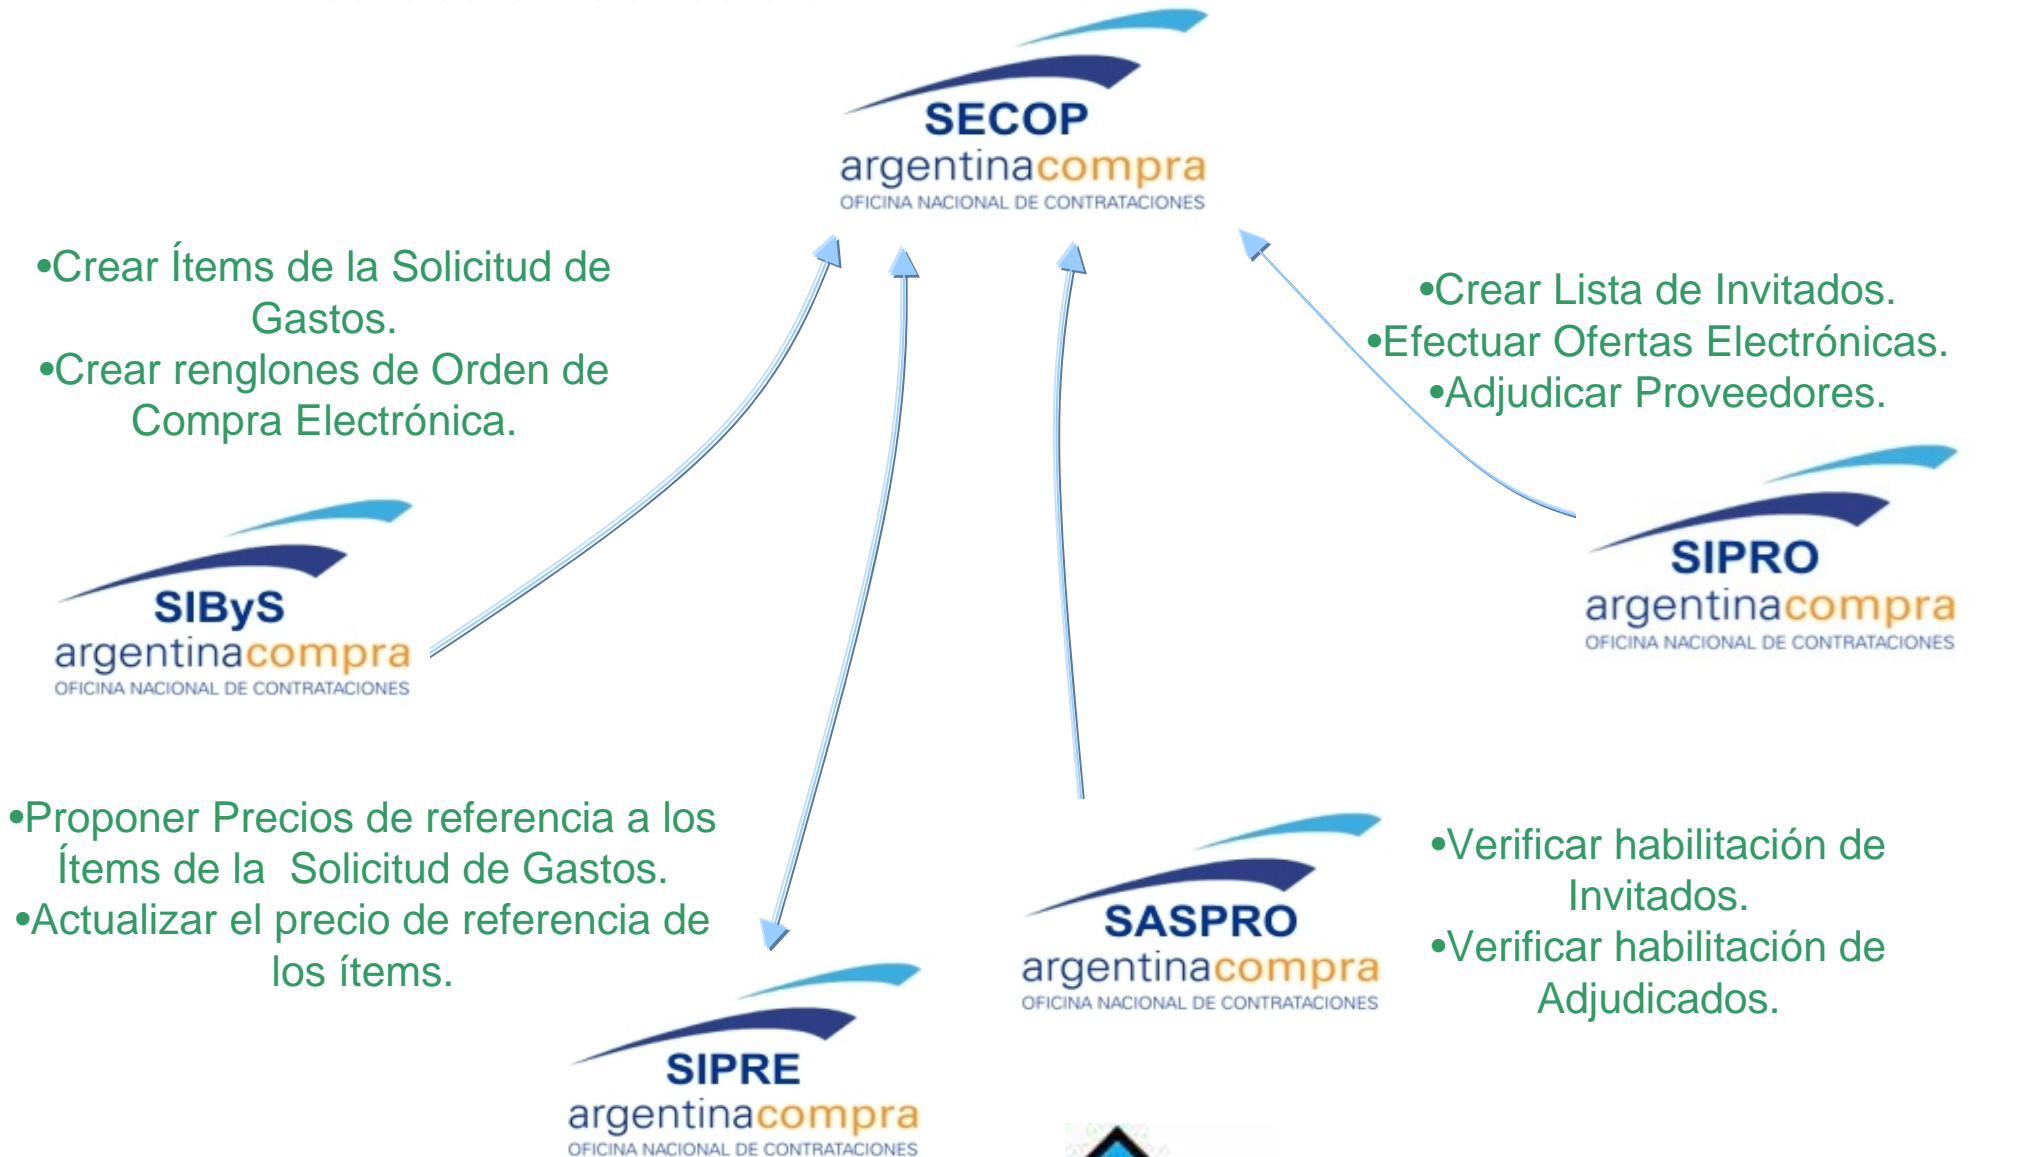 SECOP
argentinacompra
OFICINA NACIONAL DE CONTRATACIONES
•Crear Ítems de la Solicitud de
Gastos.
•Crear renglones de Orden de
Compra Electrónica.
•Crear Lista de Invitados.
•Efectuar Ofertas Electrónicas.
•Adjudicar Proveedores.
SIByS
argentinacompra
OFICINA NACIONAL DE CONTRATACIONES
SIPRO
argentinacompra
OFICINA NACIONAL DE CONTRATACIONES
•Proponer Precios de referencia a los
Ítems de la  Solicitud de Gastos.
•Actualizar el precio de referencia de
los ítems.
SASPRO
argentinacompra
OFICINA NACIONAL DE CONTRATACIONES
•Verificar habilitación de
Invitados.
•Verificar habilitación de
Adjudicados.
SIPRE
argentinacompra
OFICINA NACIONAL DE CONTRATACIONES